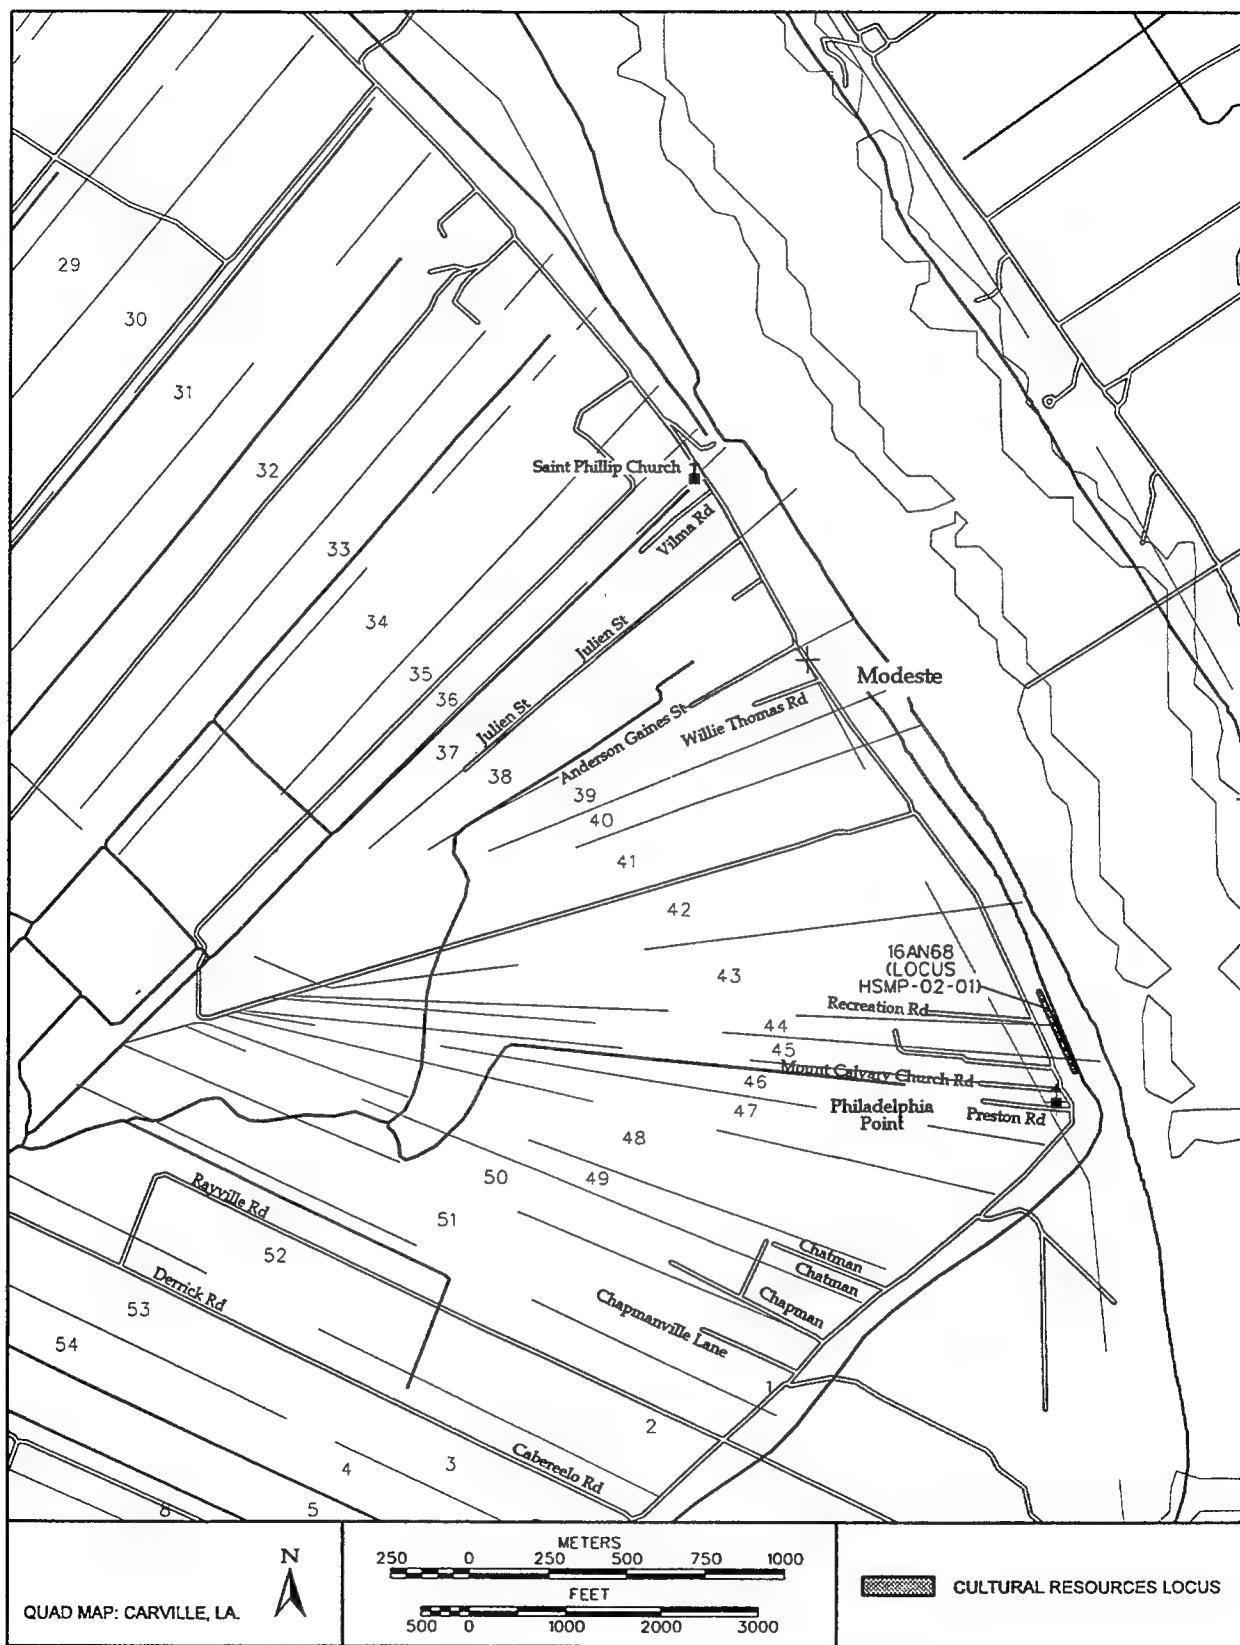 29
30
31
32
Saint Phillip Church
Vilma Rd
33
34
Julien St
35
36
Modeste
Julien St
37
Anderson Gaines St
Willie Thomas Rd
38
39
40
41
42
16AN68
(LOCUS
HSMP-02-01)
43
Recreation Rd
44
45
Mount Calvary Church Rd
46
47
Philadelphia
Point
Preston Rd
48
49
50
Rayville Rd
51
52
Chatman
Chatman
Chapman
Derrick Rd
53
Chapmanville Lane
54
1
2
Cabereelo Rd
3
4
5
8
N
QUAD MAP: CARVILLE, LA.
METERS
250 0 250 500 750 1000
FEET
500 0 1000 2000 3000
CULTURAL RESOURCES LOCUS